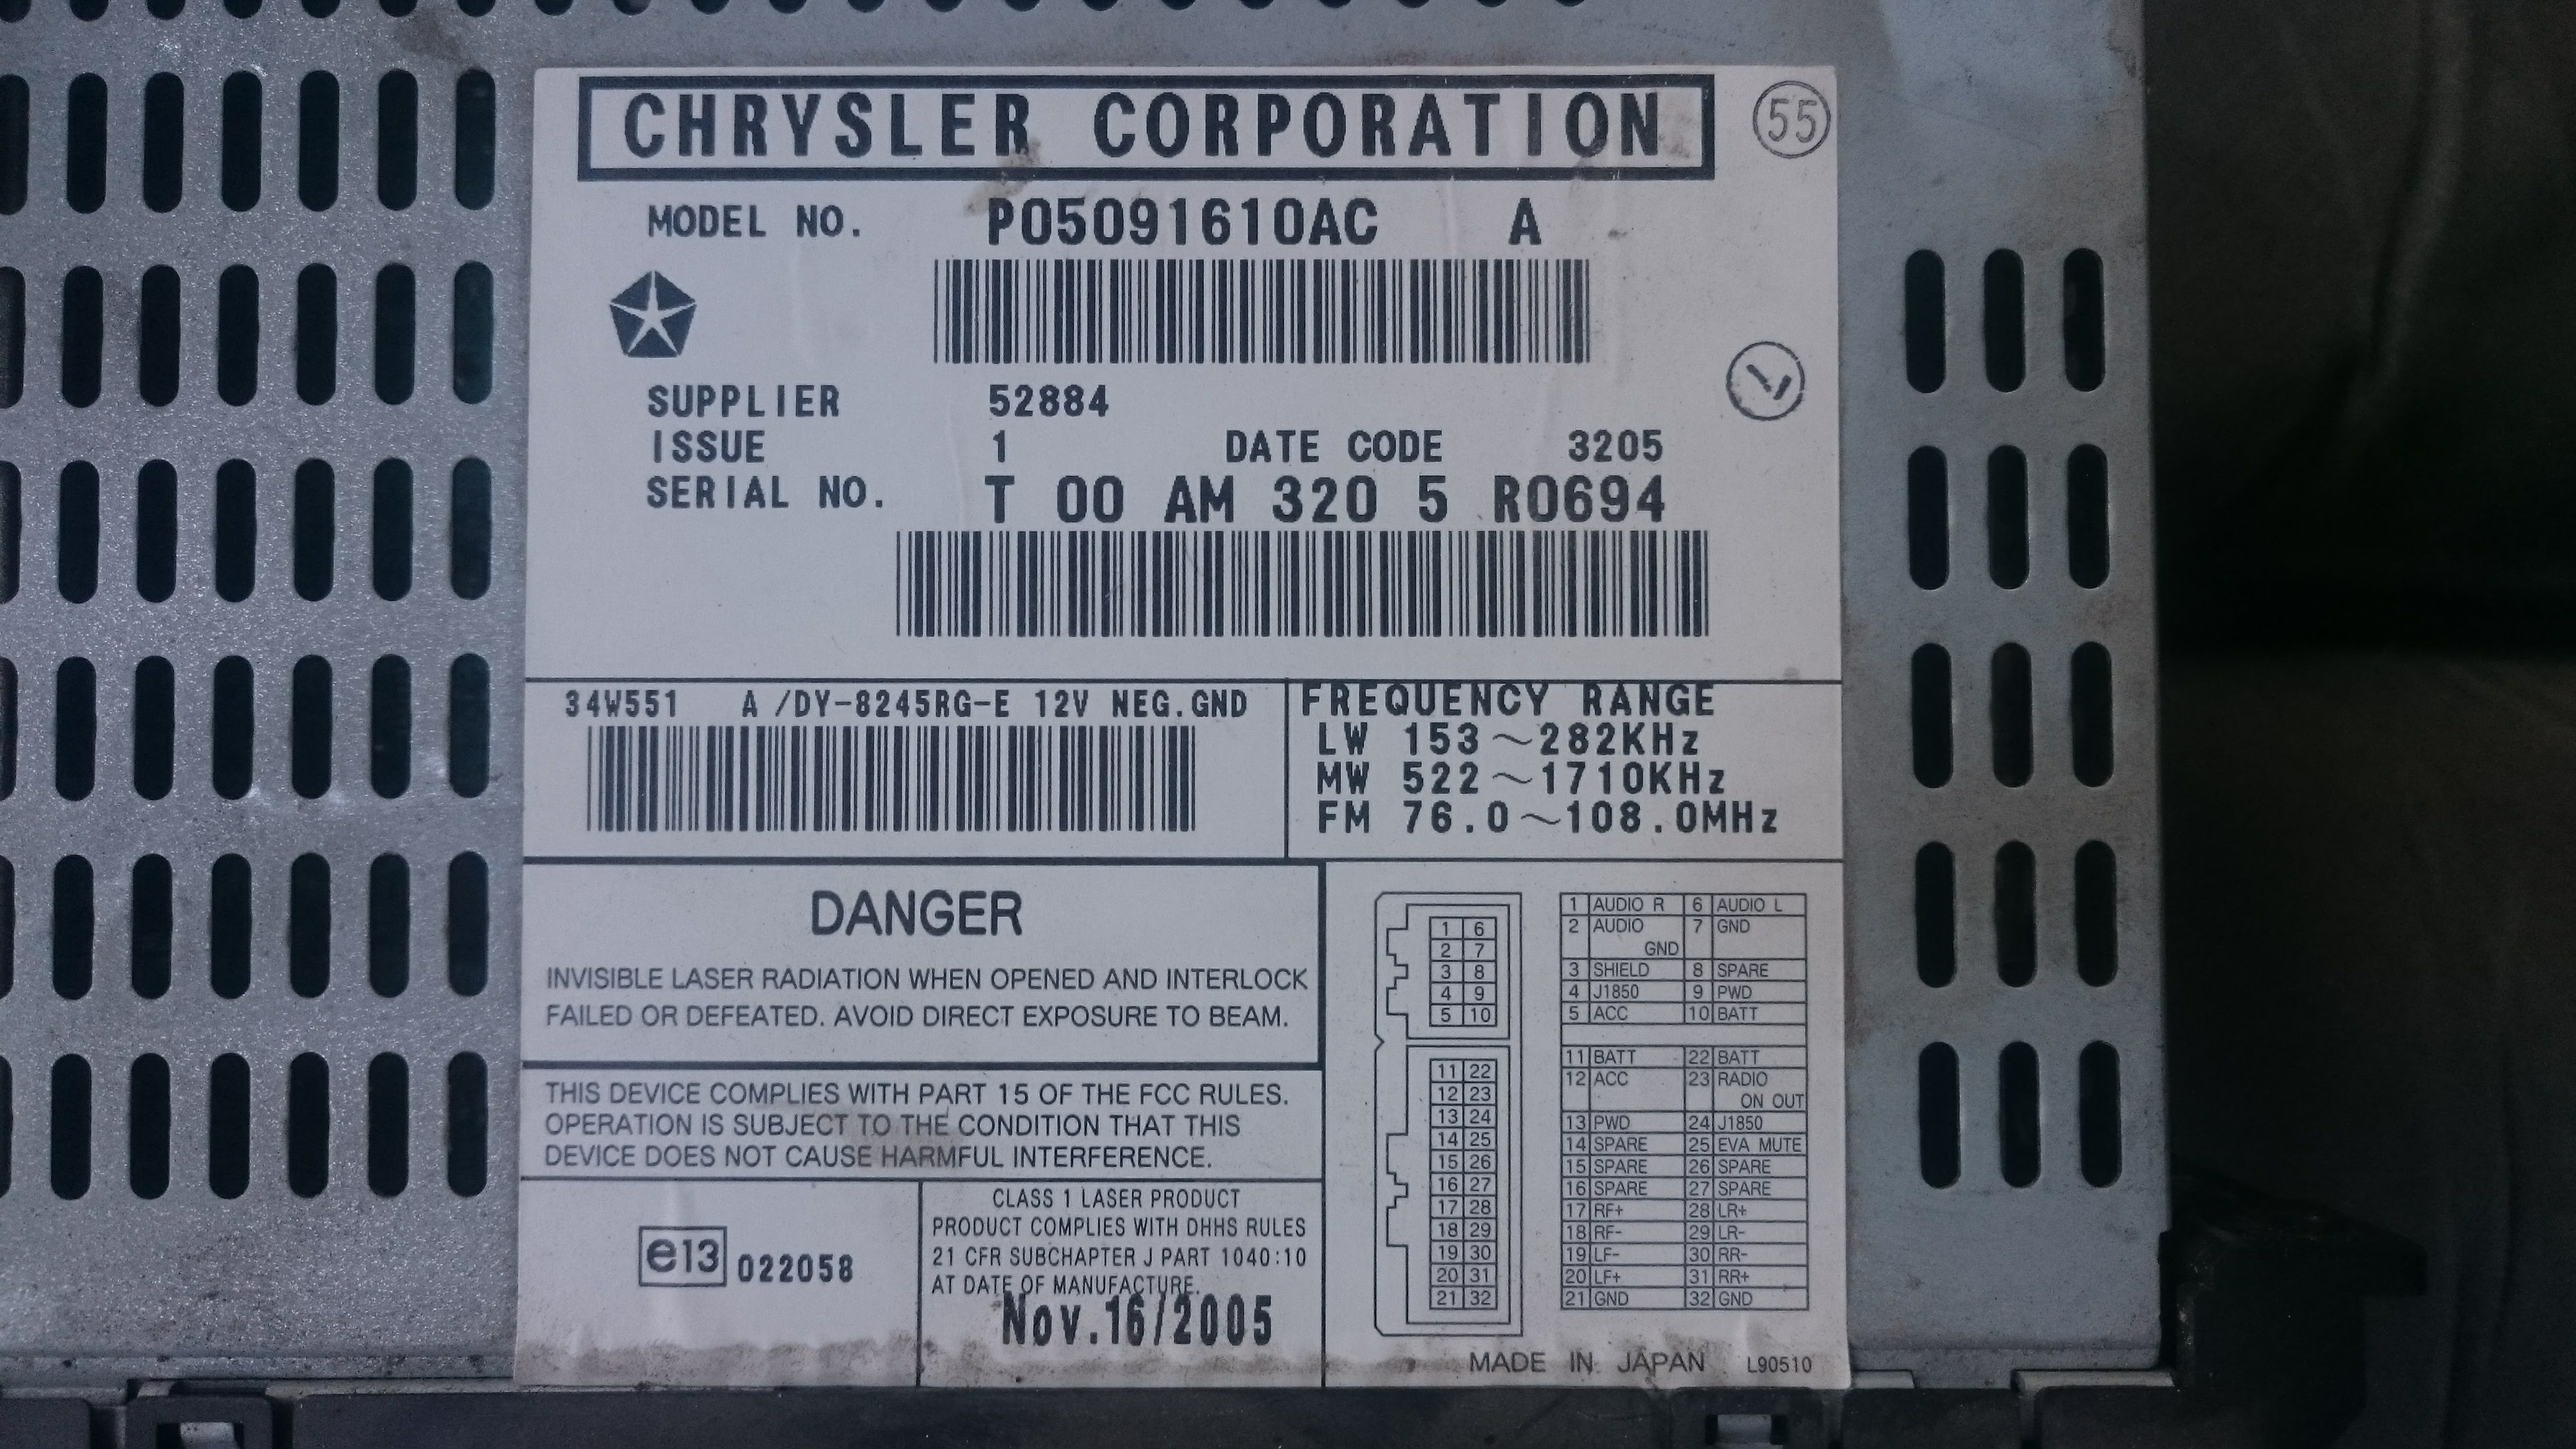 CHRYSLER CORPORATION 55
MODEL NO. P05091610AC A
SUPPLIER 52884
ISSUE 1 DATE CODE 3205
SERIAL NO. T 00 AM 320 5 R0694
34W551 A /DY-8245RG-E 12V NEG.GND
FREQUENCY RANGE
LW 153~282KHz
MW 522~1710KHz
FM 76.0~108.0MHz
DANGER
INVISIBLE LASER RADIATION WHEN OPENED AND INTERLOCK
FAILED OR DEFEATED. AVOID DIRECT EXPOSURE TO BEAM.
THIS DEVICE COMPLIES WITH PART 15 OF THE FCC RULES.
OPERATION IS SUBJECT TO THE CONDITION THAT THIS
DEVICE DOES NOT CAUSE HARMFUL INTERFERENCE.
e13 022058
CLASS 1 LASER PRODUCT
PRODUCT COMPLIES WITH DHHS RULES
21 CFR SUBCHAPTER J PART 1040:10
AT DATE OF MANUFACTURE.
Nov.16/2005
1 6
2 7
3 8
4 9
5 10
11 22
12 23
13 24
14 25
15 26
16 27
17 28
18 29
19 30
20 31
21 32
1 AUDIO R 6 AUDIO L
2 AUDIO 7 GND
GND
3 SHIELD 8 SPARE
4 J1850 9 PWD
5 ACC 10 BATT
11 BATT 22 BATT
12 ACC 23 RADIO
ON OUT
13 PWD 24 J1850
14 SPARE 25 EVA MUTE
15 SPARE 26 SPARE
16 SPARE 27 SPARE
17 RF+ 28 LR+
18 RF- 29 LR-
19 LF- 30 RR-
20 LF+ 31 RR+
21 GND 32 GND
MADE IN JAPAN L90510